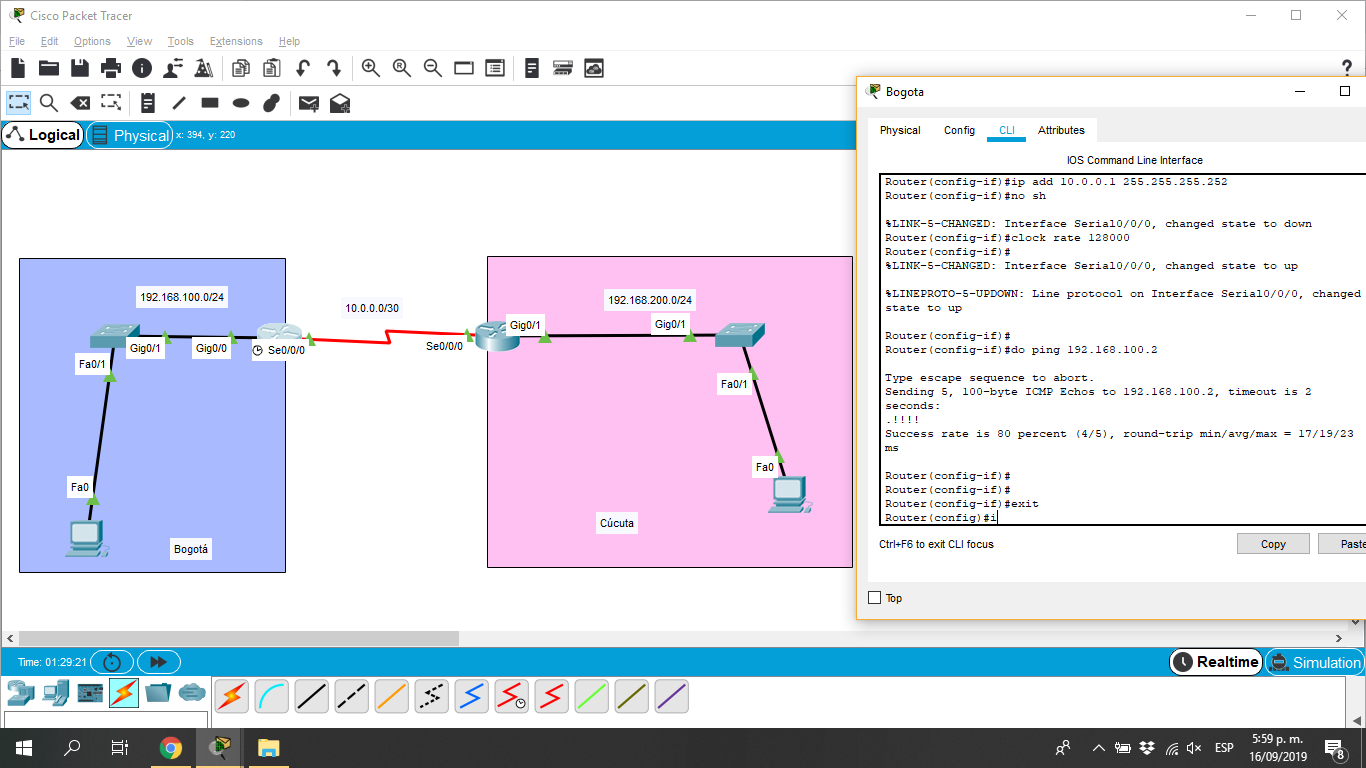 Cisco Packet Tracer
File Edit Options View Tools Extensions Help
?
Logical
Physical
x: 394, y: 220
192.168.100.0/24
Gig0/1
Gig0/0
Se0/0/0
Fa0/1
Fa0
Bogotá
10.0.0.0/30
Se0/0/0
Gig0/1
192.168.200.0/24
Gig0/1
Fa0/1
Fa0
Cúcuta
Bogota
Physical Config CLI Attributes
IOS Command Line Interface
Router(config-if)#ip add 10.0.0.1 255.255.255.252
Router(config-if)#no sh
%LINK-5-CHANGED: Interface Serial0/0/0, changed state to down
Router(config-if)#clock rate 128000
Router(config-if)#
%LINK-5-CHANGED: Interface Serial0/0/0, changed state to up
%LINEPROTO-5-UPDOWN: Line protocol on Interface Serial0/0/0, changed
state to up
Router(config-if)#
Router(config-if)#do ping 192.168.100.2
Type escape sequence to abort.
Sending 5, 100-byte ICMP Echos to 192.168.100.2, timeout is 2
seconds:
.!!!!
Success rate is 80 percent (4/5), round-trip min/avg/max = 17/19/23
ms
Router(config-if)#
Router(config-if)#
Router(config-if)#exit
Router(config)#i
Ctrl+F6 to exit CLI focus
Copy
Paste
Top
Time: 01:29:21
Realtime
Simulation
ESP
5:59 p. m.
16/09/2019
8